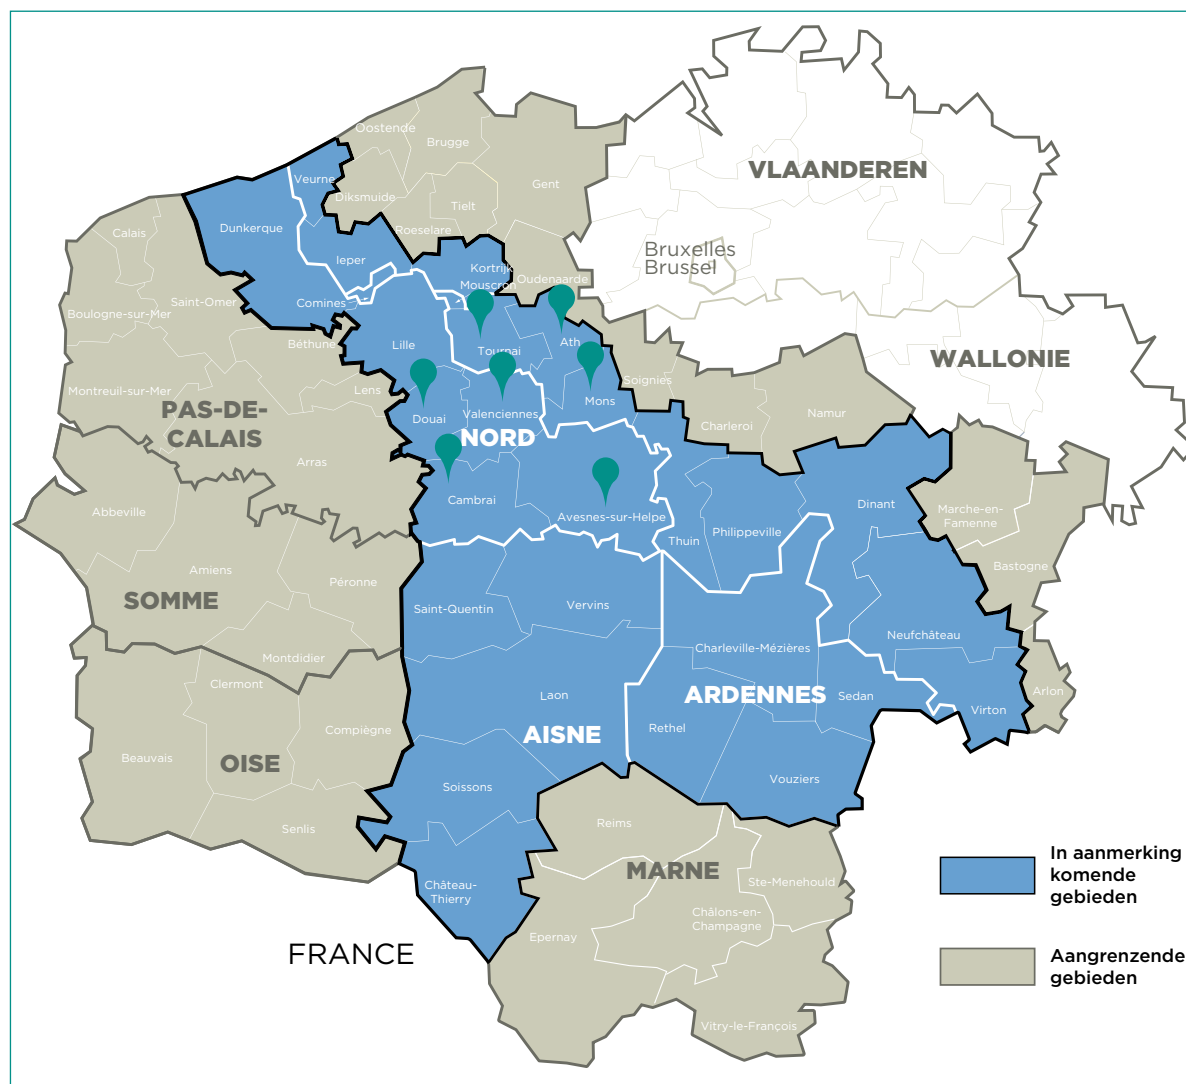 Oostende
Brugge
VLAANDEREN
Veurne
Gent
Diksmuide
Tielt
Dunkerque
Calais
Roeselare
Bruxelles
Brussel
Ieper
Kortrijk
Oudenaarde
Mouscron
Saint-Omer
Comines
Boulogne-sur-Mer
Béthune
Lille
Tournai
Ath
WALLONIE
Soignies
Montreuil-sur-Mer
Lens
Mons
PAS-DE-
CALAIS
Douai
Valenciennes
Namur
Charleroi
NORD
Arras
Cambrai
Dinant
Abbeville
Avesnes-sur-Helpe
Marche-en-
Famenne
Philippeville
Thuin
Amiens
Bastogne
Péronne
SOMME
Saint-Quentin
Vervins
Neufchâteau
Charleville-Mézières
Montdidier
Clermont
Arlon
Laon
ARDENNES
Sedan
Virton
Compiègne
Rethel
AISNE
Beauvais
OISE
Vouziers
Soissons
Reims
Senlis
MARNE
Ste-Menehould
Château-
Thierry
Châlons-en-
Champagne
Epernay
FRANCE
Vitry-le-François
In aanmerking
komende
gebieden
Aangrenzende
gebieden